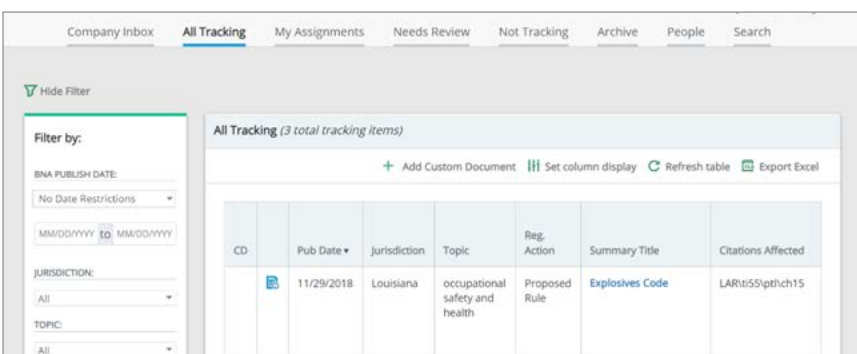 Company Inbox All Tracking My Assignments Needs Review Not Tracking Archive People Search
Hide Filter
Filter by:
BNA PUBLISH DATE:
No Date Restrictions
MM/DD/YYYY to MM/DD/YYYY
JURISDICTION:
All
TOPIC:
All
All Tracking (3 total tracking items)
+ Add Custom Document Set column display Refresh table Export Excel
CD Pub Date Jurisdiction Topic Reg. Action Summary Title Citations Affected
11/29/2018 Louisiana occupational safety and health Proposed Rule Explosives Code LAR\ti55\ptI\ch15